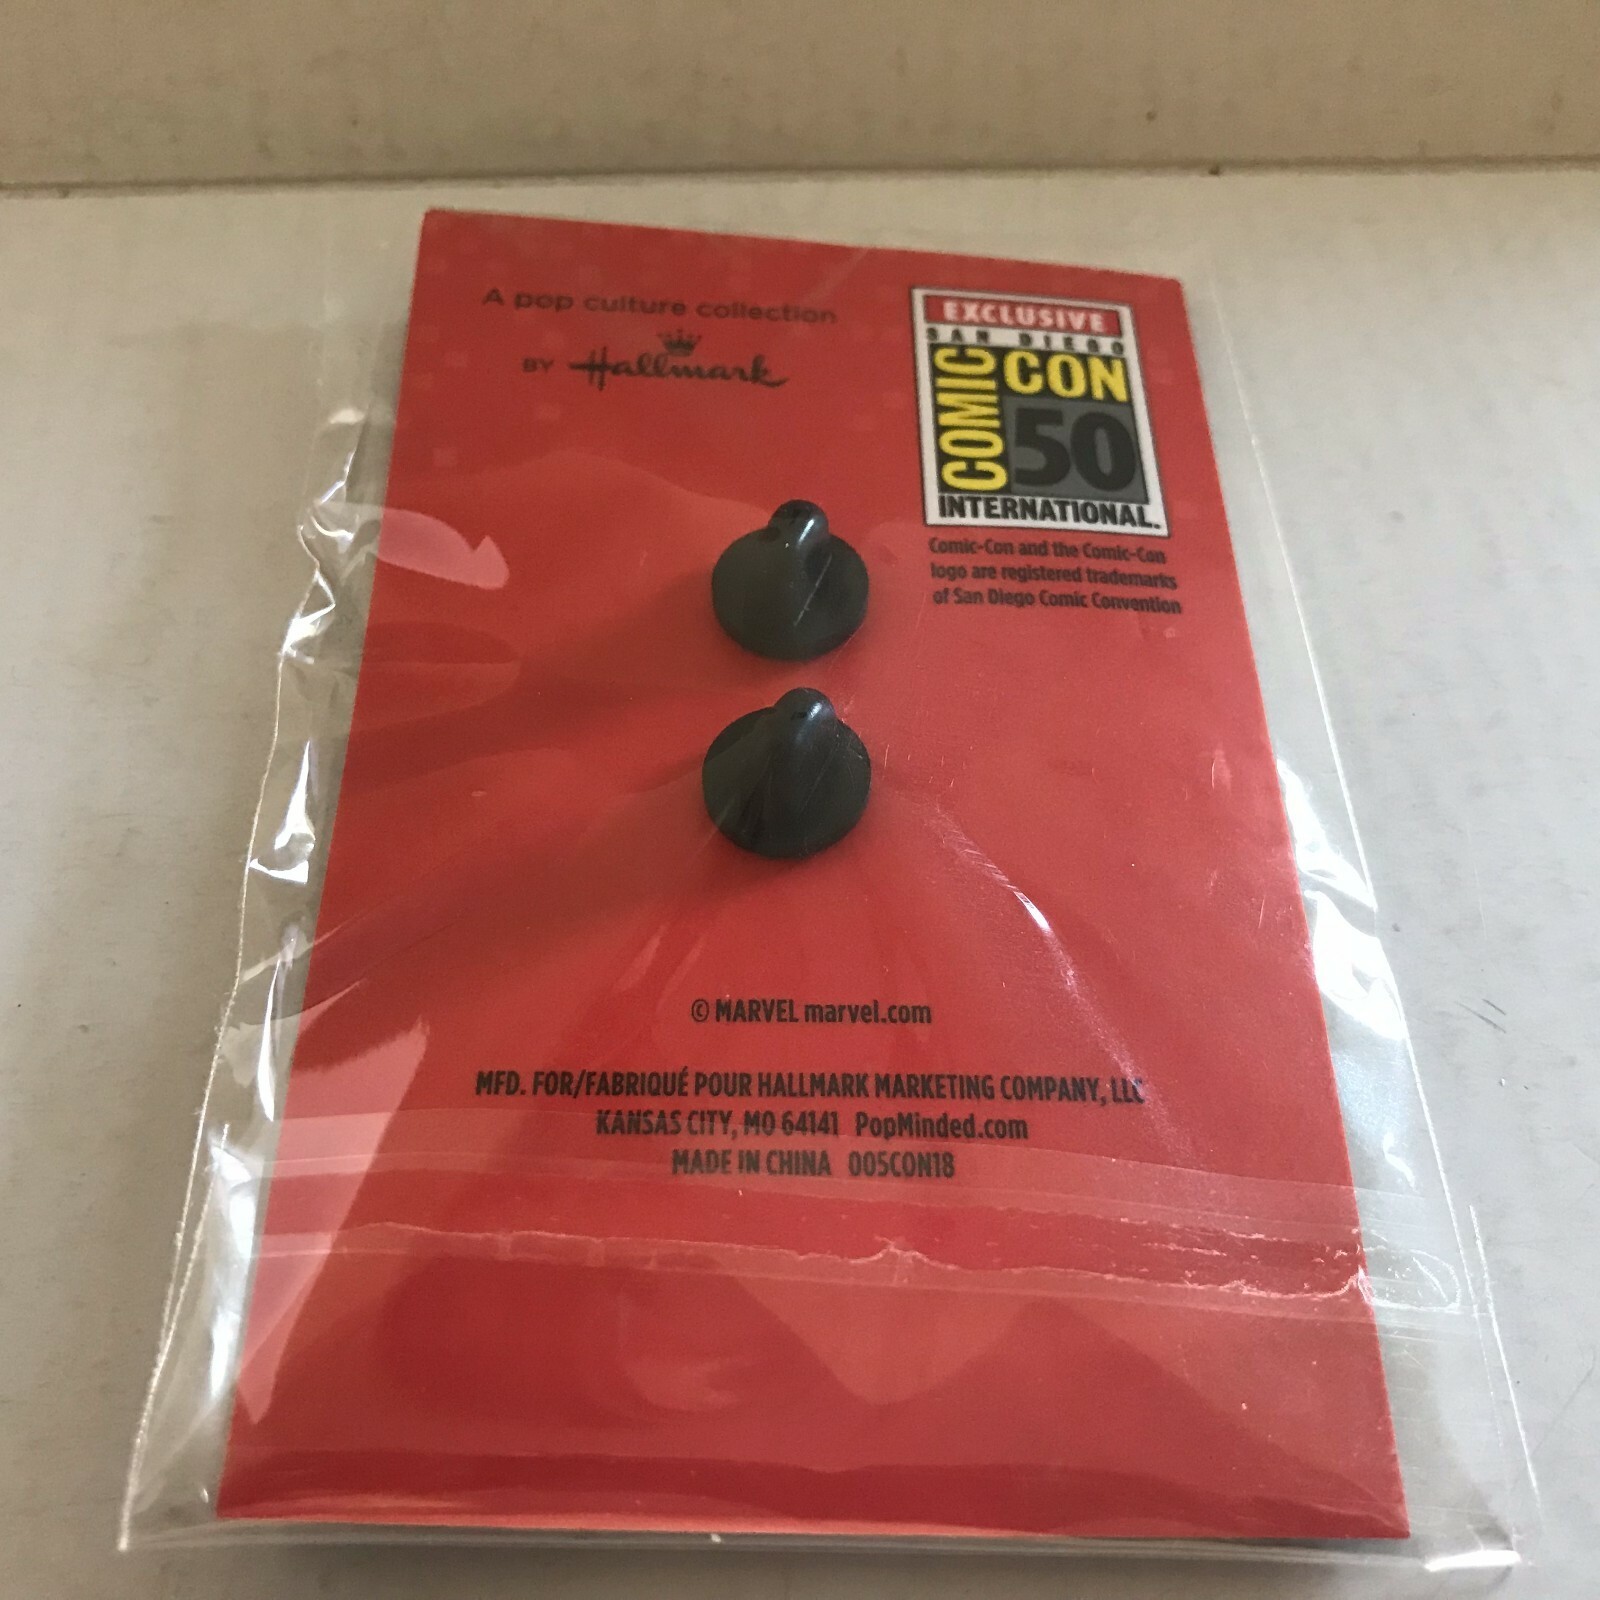 A pop culture collection
BY Hallmark
EXCLUSIVE
SAN DIEGO
COMIC CON
50
INTERNATIONAL.
Comic-Con and the Comic-Con
logo are registered trademarks
of San Diego Comic Convention
© MARVEL marvel.com
MFD. FOR/FABRIQUÉ POUR HALLMARK MARKETING COMPANY, LLC
KANSAS CITY, MO 64141 PopMinded.com
MADE IN CHINA 005CON18